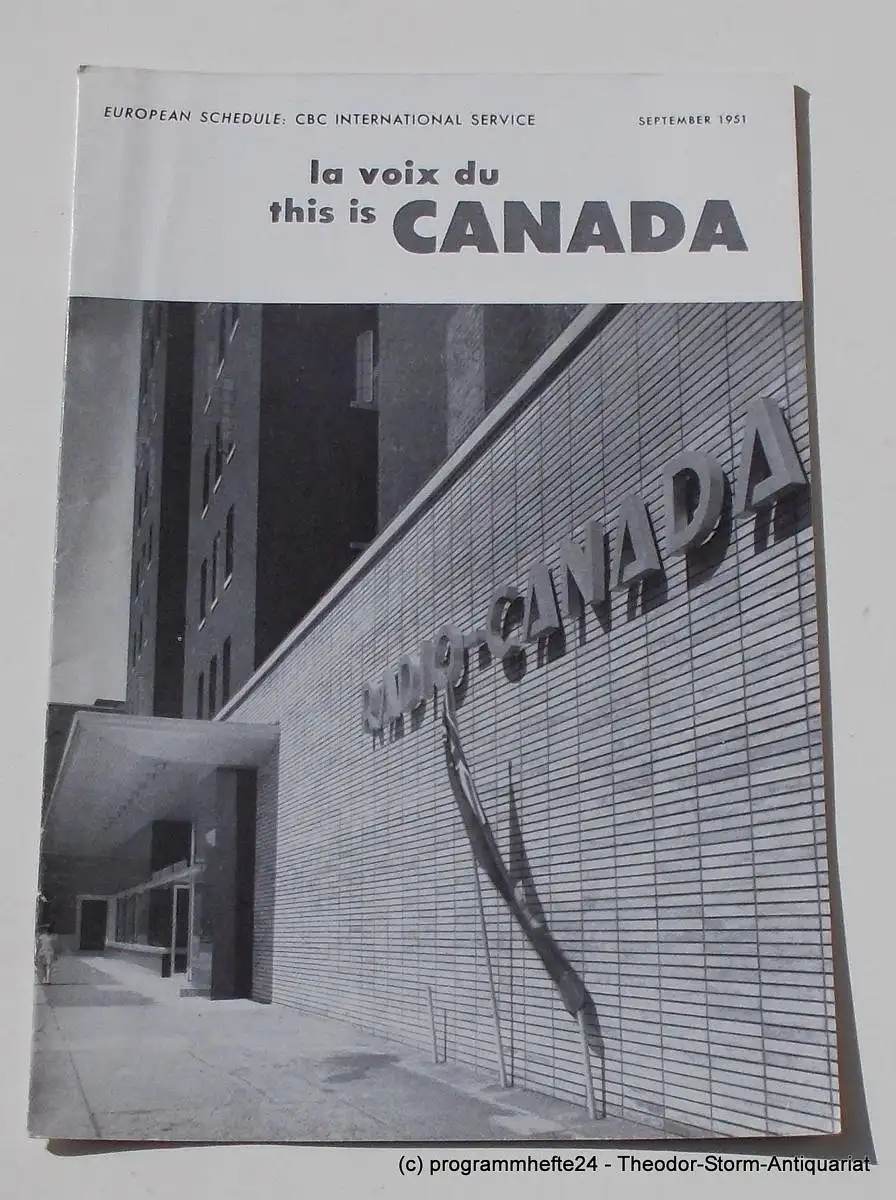 EUROPEAN SCHEDULE: CBC INTERNATIONAL SERVICE SEPTEMBER 1951
la voix du
this is CANADA
RADIO-CANADA
(c) programmhefte24 - Theodor-Storm-Antiquariat